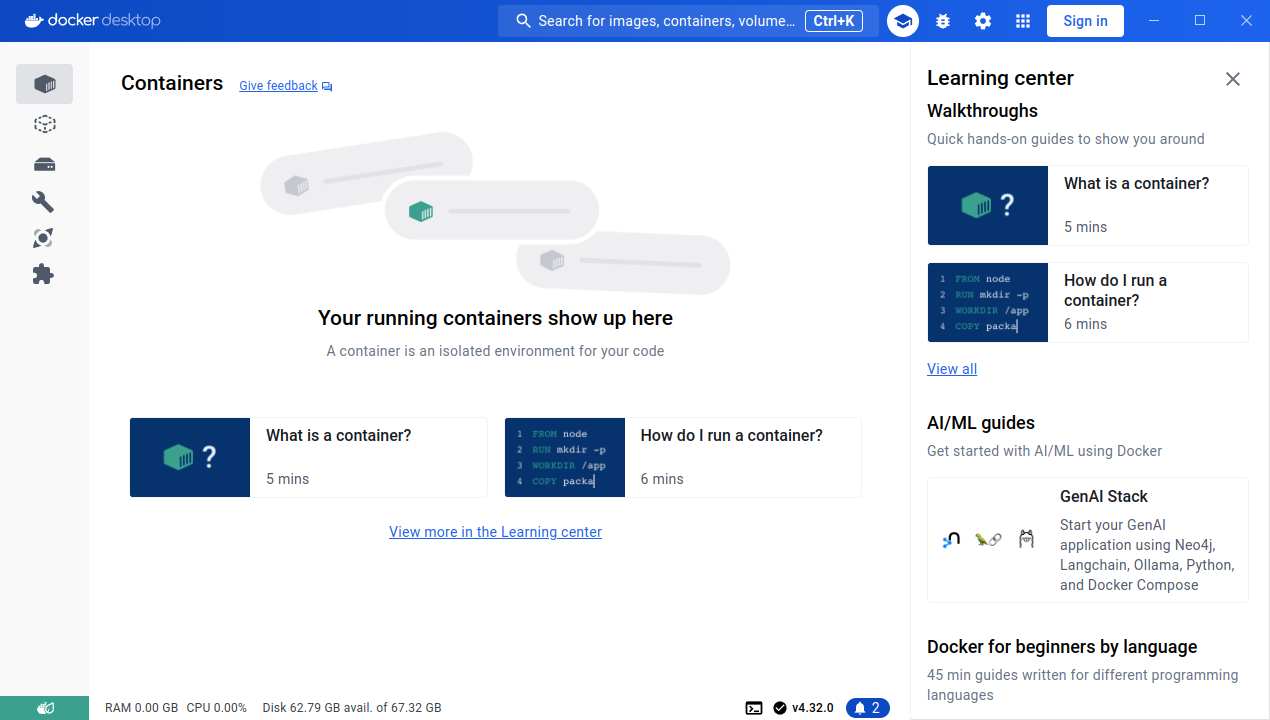 docker desktop
Search for images, containers, volume... Ctrl+K
Sign in
Containers
Give feedback
Your running containers show up here
A container is an isolated environment for your code
What is a container?
5 mins
1 FROM node
2 RUN mkdir -p
3 WORKDIR /app
4 COPY packa
How do I run a container?
6 mins
View more in the Learning center
Learning center
Walkthroughs
Quick hands-on guides to show you around
?
What is a container?
5 mins
1 FROM node
2 RUN mkdir -p
3 WORKDIR /app
4 COPY packa
How do I run a
container?
6 mins
View all
AI/ML guides
Get started with AI/ML using Docker
GenAI Stack
Start your GenAI
application using Neo4j,
Langchain, Ollama, Python,
and Docker Compose
Docker for beginners by language
45 min guides written for different programming
languages
RAM 0.00 GB CPU 0.00% Disk 62.79 GB avail. of 67.32 GB
v4.32.0
2